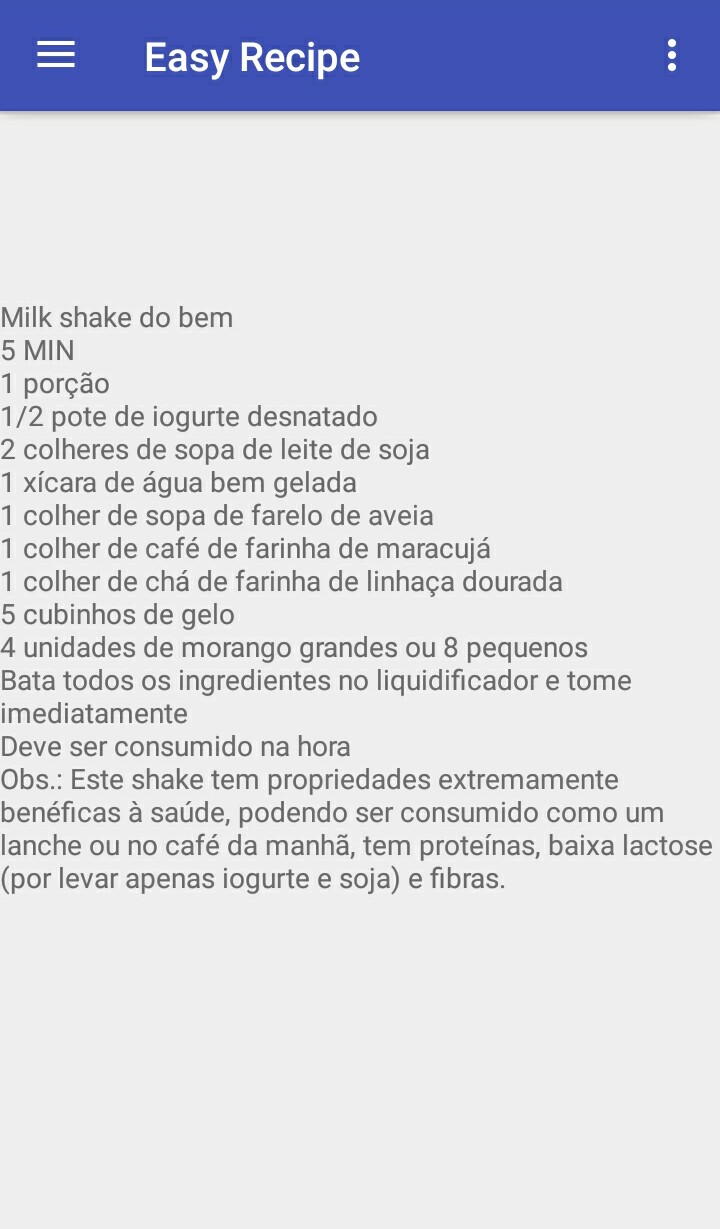 Easy Recipe
Milk shake do bem
5 MIN
1 porção
1/2 pote de iogurte desnatado
2 colheres de sopa de leite de soja
1 xícara de água bem gelada
1 colher de sopa de farelo de aveia
1 colher de café de farinha de maracujá
1 colher de chá de farinha de linhaça dourada
5 cubinhos de gelo
4 unidades de morango grandes ou 8 pequenos
Bata todos os ingredientes no liquidificador e tome
imediatamente
Deve ser consumido na hora
Obs.: Este shake tem propriedades extremamente
benéficas à saúde, podendo ser consumido como um
lanche ou no café da manhã, tem proteínas, baixa lactose
(por levar apenas iogurte e soja) e fibras.